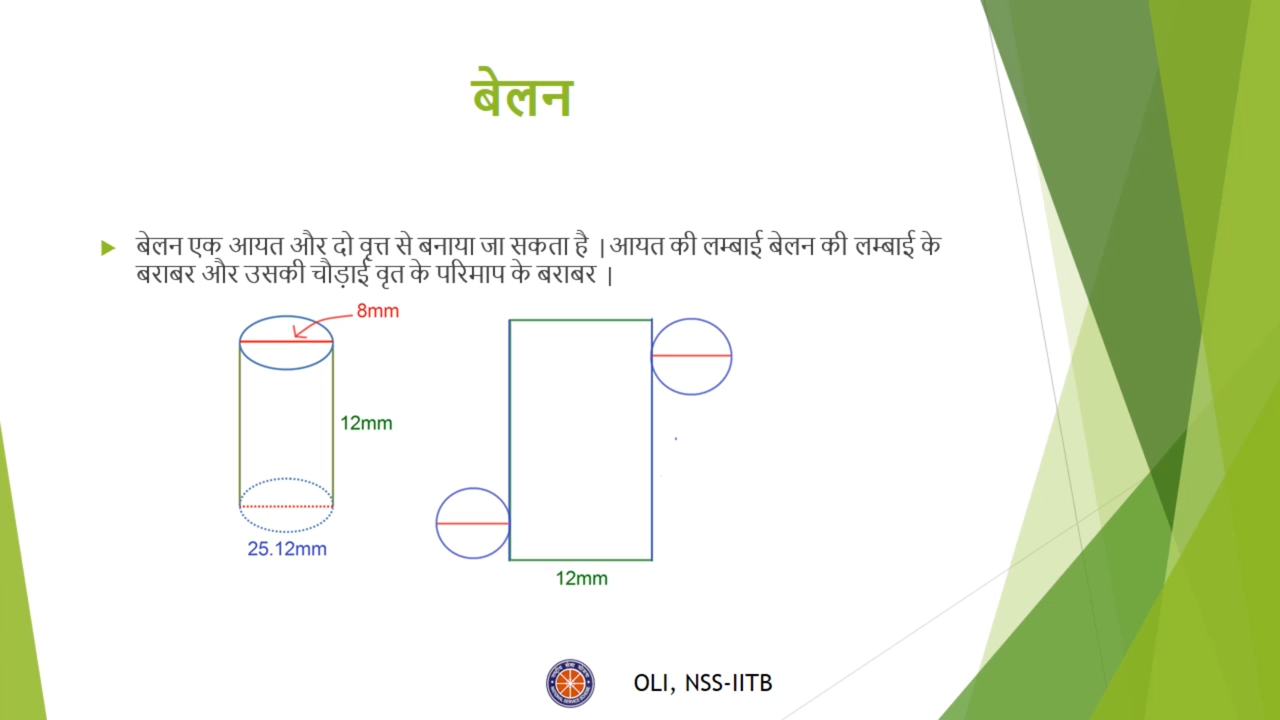 बेलन
बेलन एक आयत और दो वृत्त से बनाया जा सकता है । आयत की लम्बाई बेलन की लम्बाई के
बराबर और उसकी चौड़ाई वृत के परिमाप के बराबर ।
8mm
12mm
25.12mm
12mm
OLI, NSS-IITB